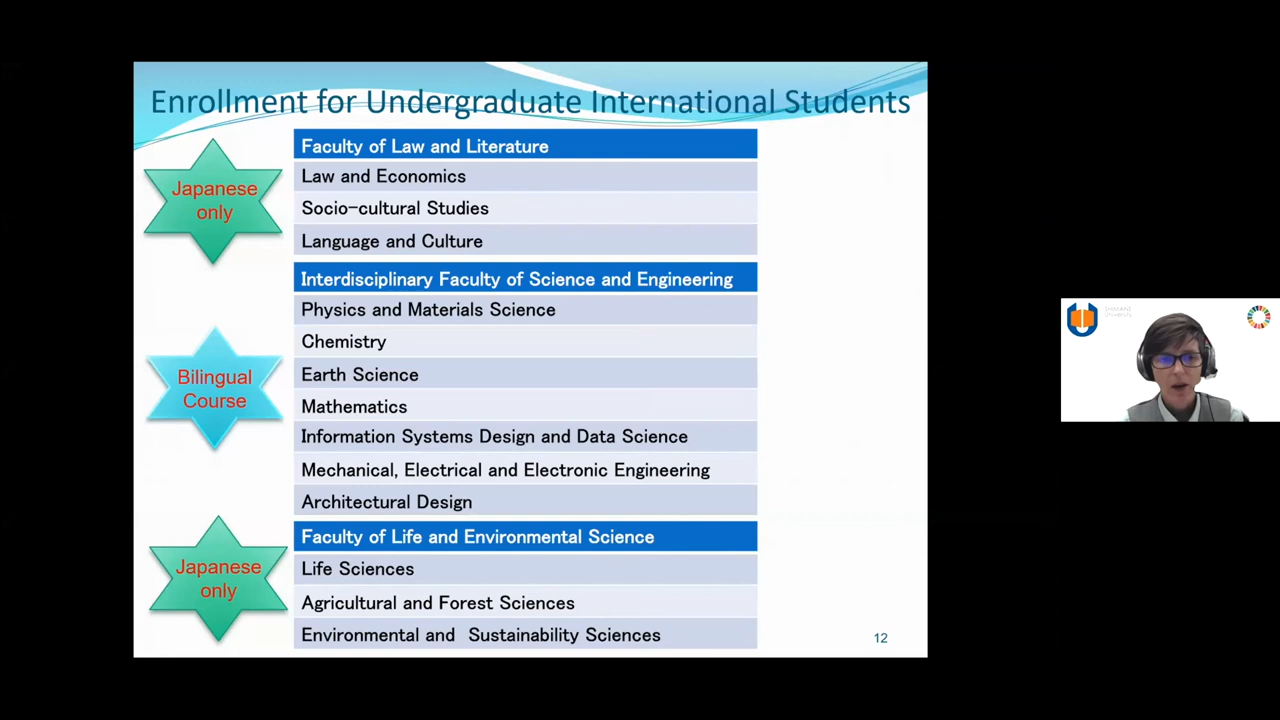 Enrollment for Undergraduate International Students
Japanese
only
Faculty of Law and Literature
Law and Economics
Socio-cultural Studies
Language and Culture
Bilingual
Course
Interdisciplinary Faculty of Science and Engineering
Physics and Materials Science
Chemistry
Earth Science
Mathematics
Information Systems Design and Data Science
Mechanical, Electrical and Electronic Engineering
Architectural Design
Japanese
only
Faculty of Life and Environmental Science
Life Sciences
Agricultural and Forest Sciences
Environmental and Sustainability Sciences
12
SHIMANE
University